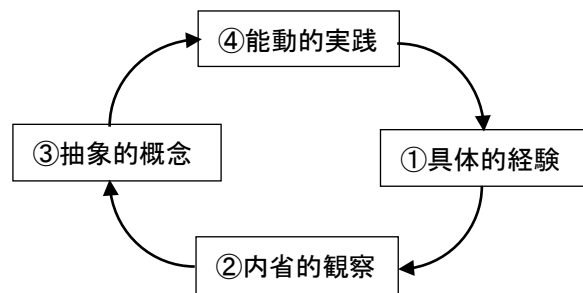 ④能動的実践
③抽象的概念
①具体的経験
②内省的観察